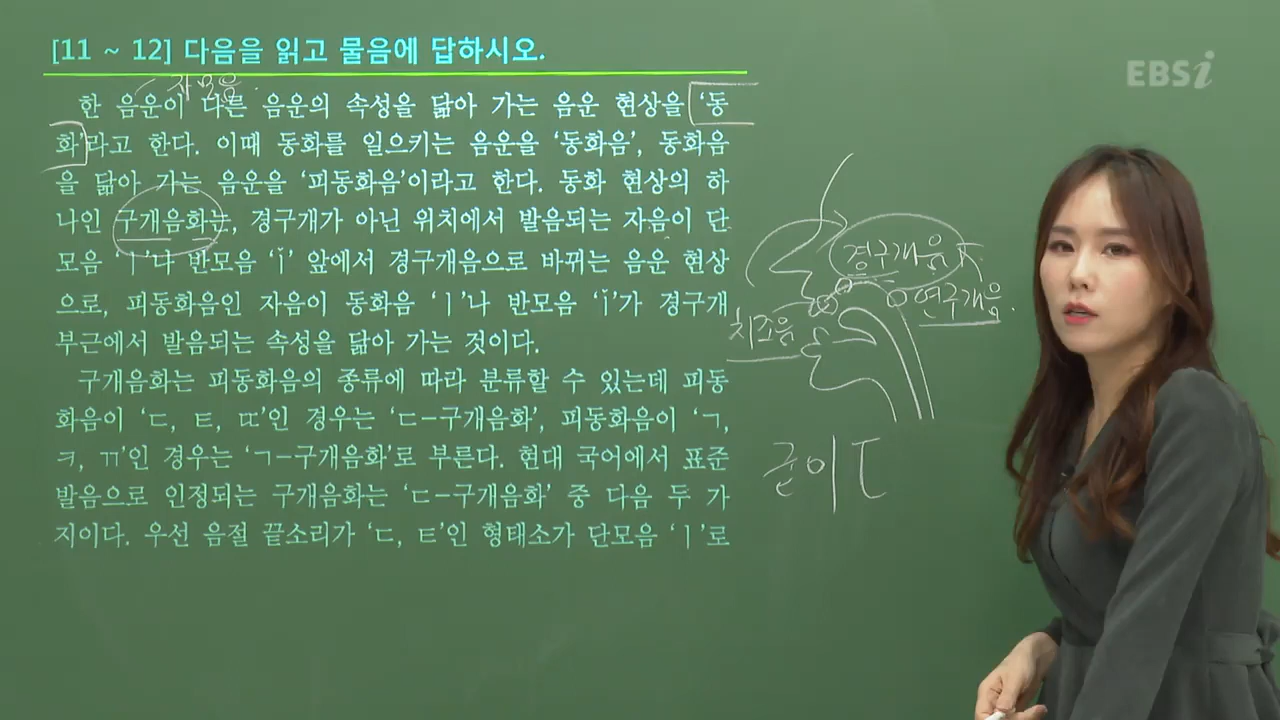 [11 ~ 12] 다음을 읽고 물음에 답하시오.
EBSi
자모음.
한 음운이 다른 음운의 속성을 닮아 가는 음운 현상을 ‘동
화’라고 한다. 이때 동화를 일으키는 음운을 ‘동화음’, 동화음
을 닮아 가는 음운을 ‘피동화음’이라고 한다. 동화 현상의 하
나인 구개음화는, 경구개가 아닌 위치에서 발음되는 자음이 단
모음 ‘ㅣ’나 반모음 ‘ㅣ̆’ 앞에서 경구개음으로 바뀌는 음운 현상
으로, 피동화음인 자음이 동화음 ‘ㅣ’나 반모음 ‘ㅣ̆’가 경구개
부근에서 발음되는 속성을 닮아 가는 것이다.
구개음화는 피동화음의 종류에 따라 분류할 수 있는데 피동
화음이 ‘ㄷ, ㅌ, ㄸ’인 경우는 ‘ㄷ-구개음화’, 피동화음이 ‘ㄱ,
ㅋ, ㄲ’인 경우는 ‘ㄱ-구개음화’로 부른다. 현대 국어에서 표준
발음으로 인정되는 구개음화는 ‘ㄷ-구개음화’ 중 다음 두 가
지이다. 우선 음절 끝소리가 ‘ㄷ, ㅌ’인 형태소가 단모음 ‘ㅣ’로
경구개음
연구개음.
치조음
굳이 [